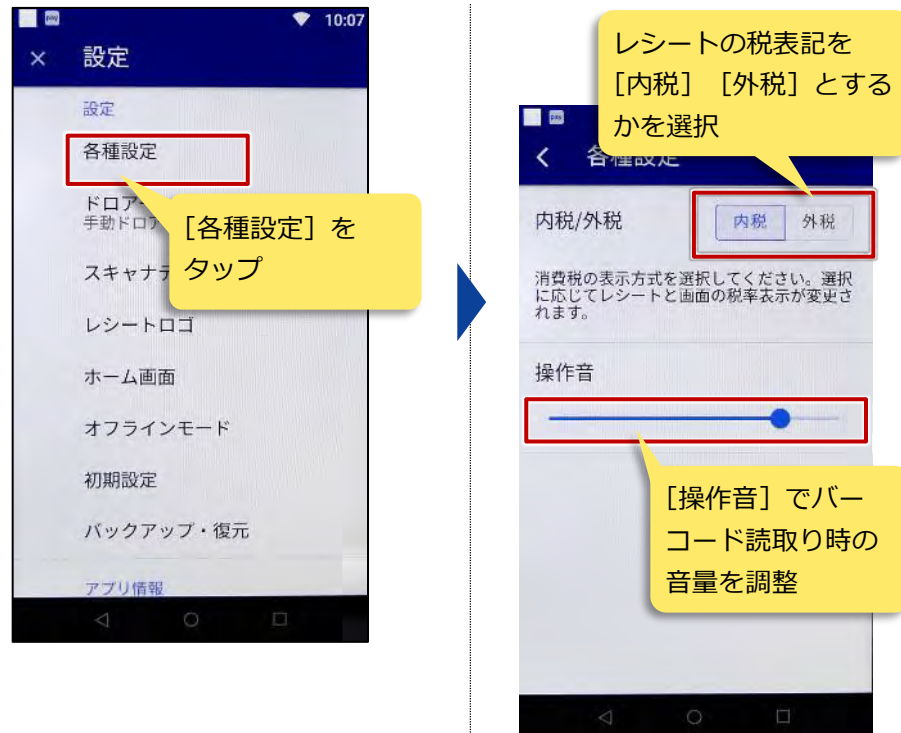 pay
10:07
× 設定
設定
各種設定
ドロアー
手動ドロア
[各種設定]を
タップ
スキャナデ
レシートロゴ
ホーム画面
オフラインモード
初期設定
バックアップ・復元
アプリ情報
レシートの税表記を
[内税] [外税]とする
かを選択
pay
各種設定
内税/外税
内税 外税
消費税の表示方式を選択してください。選択
に応じてレシートと画面の税率表示が変更さ
れます。
操作音
[操作音]でバー
コード読取り時の
音量を調整